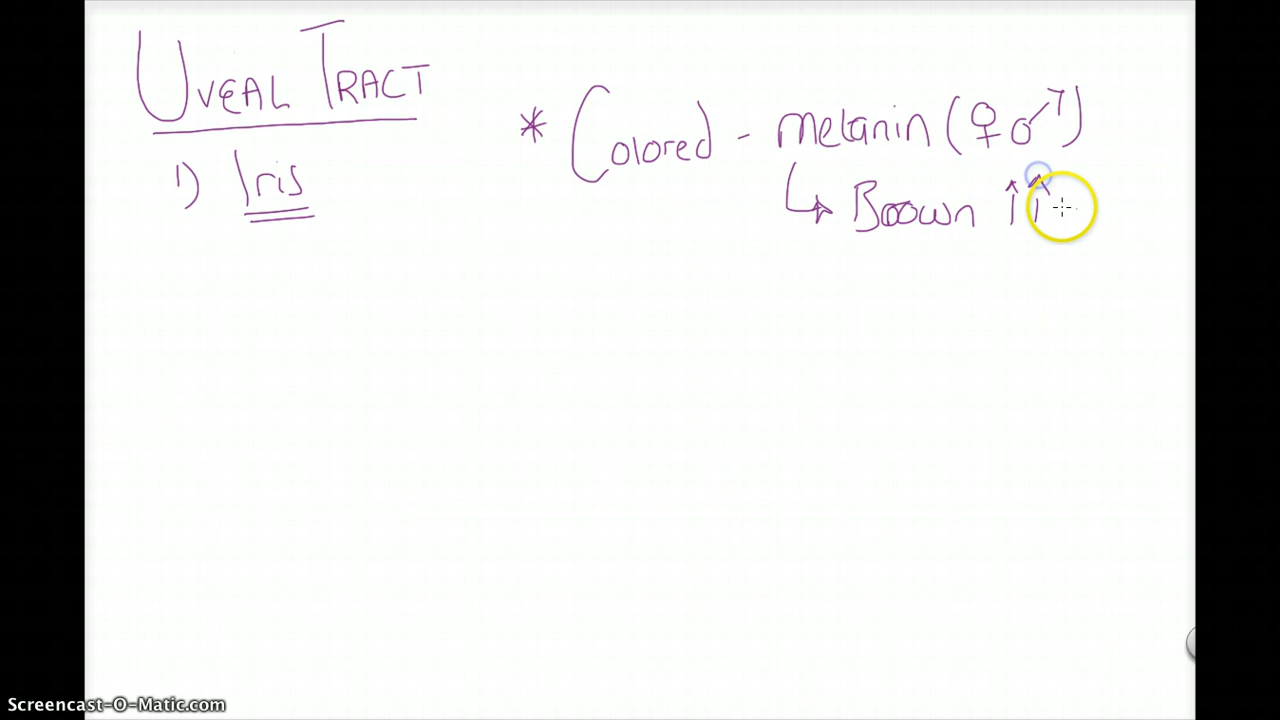 UVEAL TRACT
* Colored - melanin (♀♂)
1) Iris
↳ Brown ↑↑
Screencast-O-Matic.com